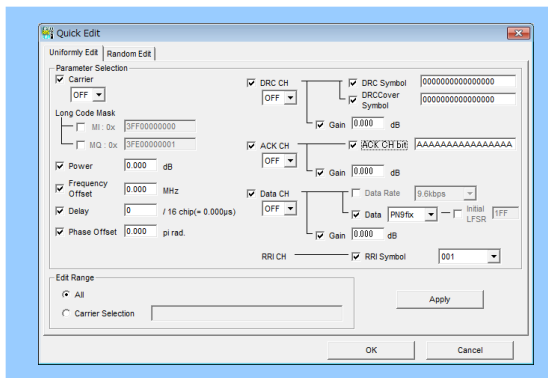 Quick Edit
Uniformly Edit Random Edit
Parameter Selection
Carrier
OFF
Long Code Mask
MI : 0x 3FF00000000
MQ : 0x 3FE00000001
Power 0.000 dB
Frequency Offset 0.000 MHz
Delay 0 / 16 chip(= 0.000µs)
Phase Offset 0.000 pi rad.
DRC CH
OFF
DRC Symbol 0000000000000000
DRCCover Symbol 0000000000000000
Gain 0.000 dB
ACK CH
OFF
ACK CH bit AAAAAAAAAAAAAAAA
Gain 0.000 dB
Data CH
OFF
Data Rate 9.6kbps
Data PN9fix Initial LFSR 1FF
Gain 0.000 dB
RRI CH RRI Symbol 001
Edit Range
All
Carrier Selection
Apply
OK Cancel